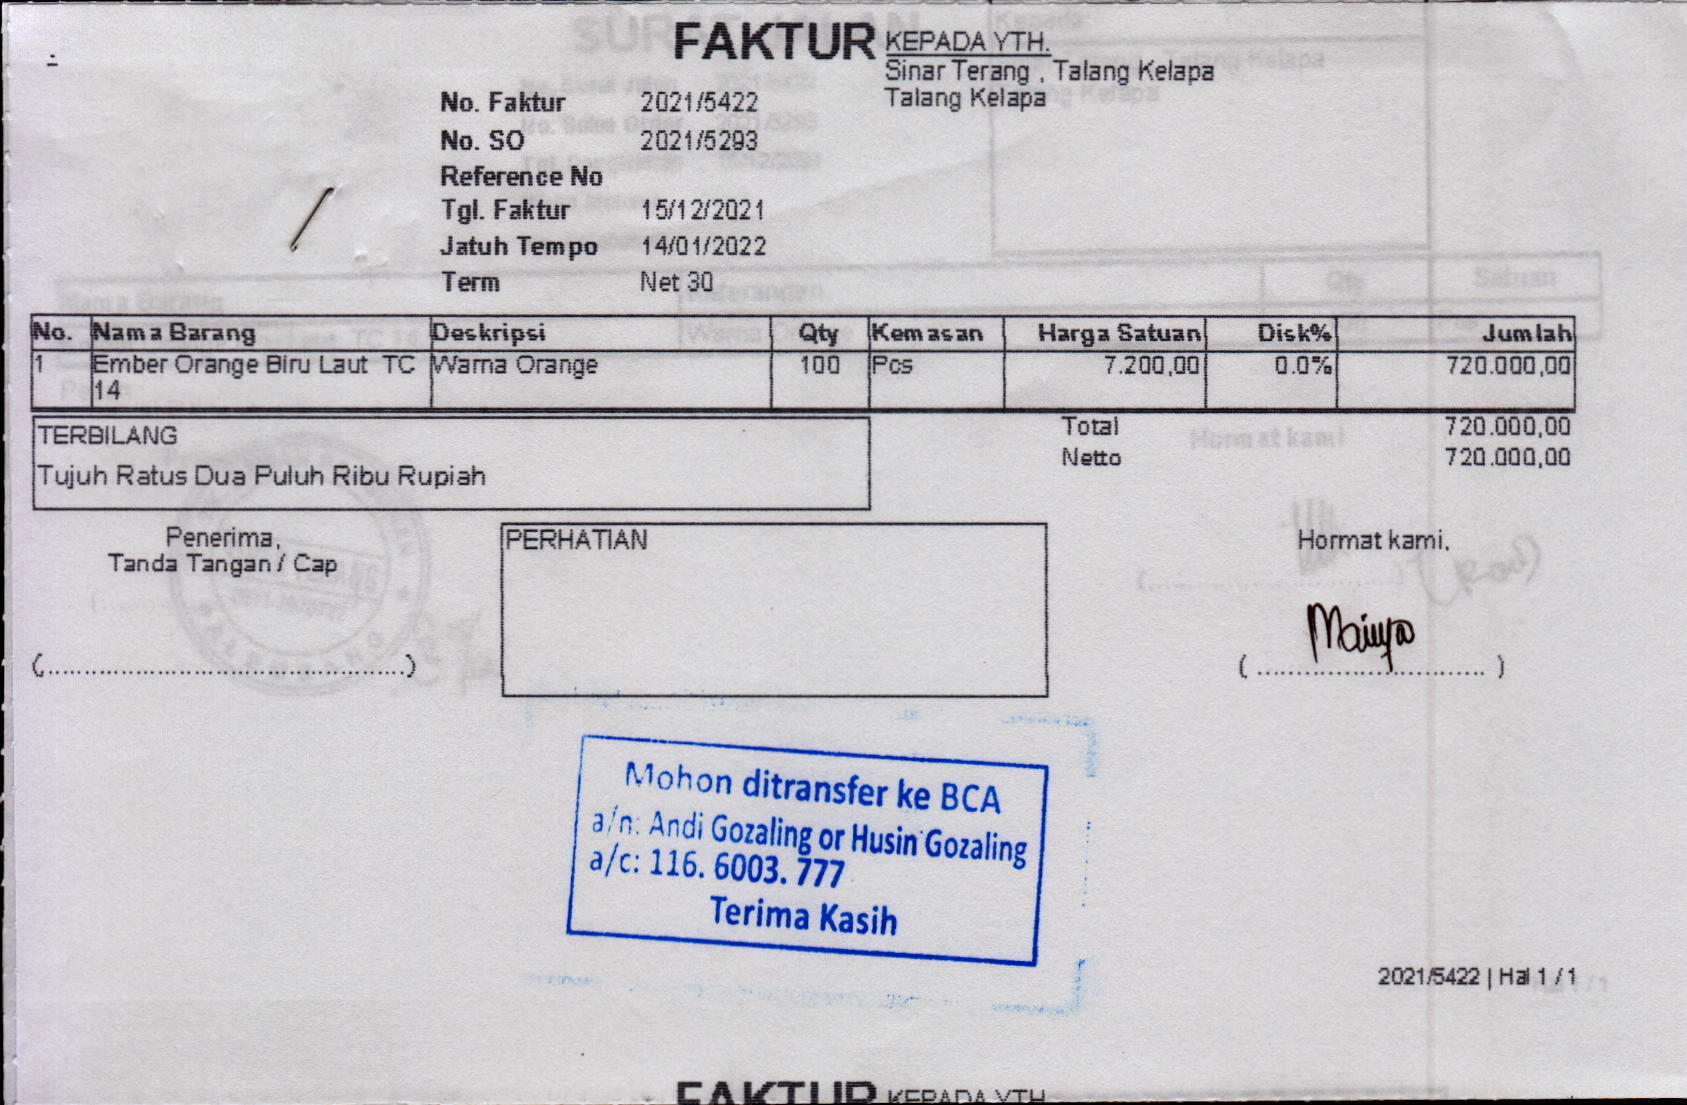 FAKTUR
KEPADA YTH.
Sinar Terang , Talang Kelapa
Talang Kelapa
No. Faktur 2021/5422
No. SO 2021/5293
Reference No
Tgl. Faktur 15/12/2021
Jatuh Tempo 14/01/2022
Term Net 30
No. Nama Barang Deskripsi Qty Kemasan Harga Satuan Disk% Jumlah
1 Ember Orange Biru Laut TC Warna Orange 100 Pcs 7.200,00 0.0% 720.000,00
14
Total 720.000,00
Netto 720.000,00
TERBILANG
Tujuh Ratus Dua Puluh Ribu Rupiah
Penerima,
Tanda Tangan / Cap
(..................................................)
PERHATIAN
Hormat kami,
( ............................... )
Mohon ditransfer ke BCA
a/n: Andi Gozaling or Husin Gozaling
a/c: 116. 6003. 777
Terima Kasih
2021/5422 | Hal 1 / 1
FAKTUR KEPADA YTH.